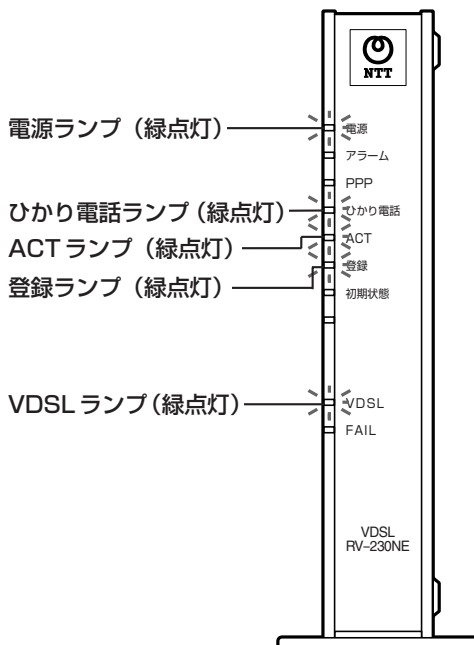 NTT
電源ランプ（緑点灯）
電源
アラーム
PPP
ひかり電話ランプ（緑点灯）
ひかり電話
ACTランプ（緑点灯）
ACT
登録ランプ（緑点灯）
登録
初期状態
VDSLランプ（緑点灯）
VDSL
FAIL
VDSL
RV-230NE